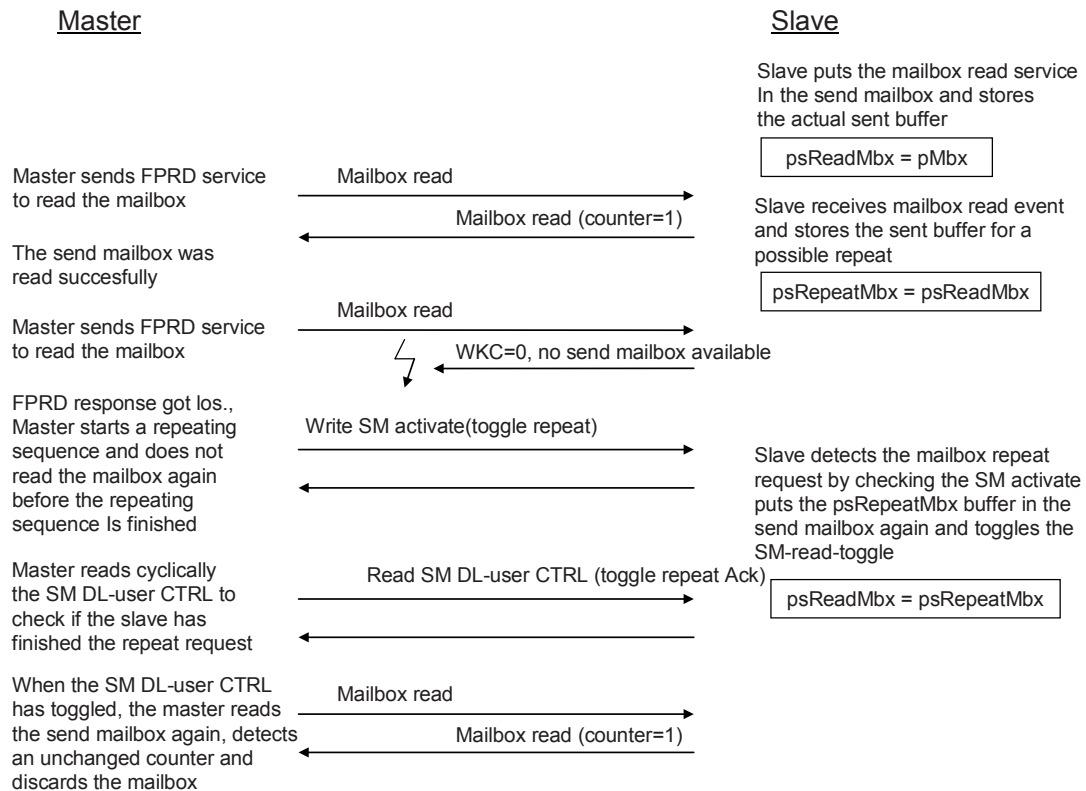 Master
Slave
Slave puts the mailbox read service
In the send mailbox and stores
the actual sent buffer
psReadMbx = pMbx
Master sends FPRD service
to read the mailbox
Mailbox read
Mailbox read (counter=1)
Slave receives mailbox read event
and stores the sent buffer for a
possible repeat
The send mailbox was
read succesfully
psRepeatMbx = psReadMbx
Mailbox read
Master sends FPRD service
to read the mailbox
WKC=0, no send mailbox available
FPRD response got los.,
Master starts a repeating
sequence and does not
read the mailbox again
before the repeating
sequence Is finished
Write SM activate(toggle repeat)
Slave detects the mailbox repeat
request by checking the SM activate
puts the psRepeatMbx buffer in the
send mailbox again and toggles the
SM-read-toggle
Master reads cyclically
the SM DL-user CTRL to
check if the slave has
finished the repeat request
Read SM DL-user CTRL (toggle repeat Ack)
psReadMbx = psRepeatMbx
When the SM DL-user CTRL
has toggled, the master reads
the send mailbox again, detects
an unchanged counter and
discards the mailbox
Mailbox read
Mailbox read (counter=1)